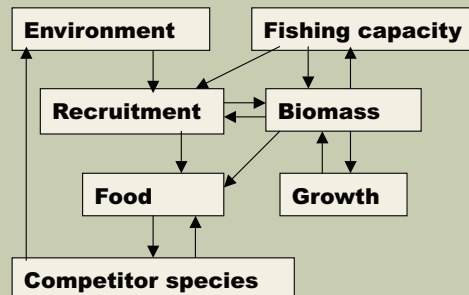 Environment
Fishing capacity
Recruitment
Biomass
Food
Growth
Competitor species